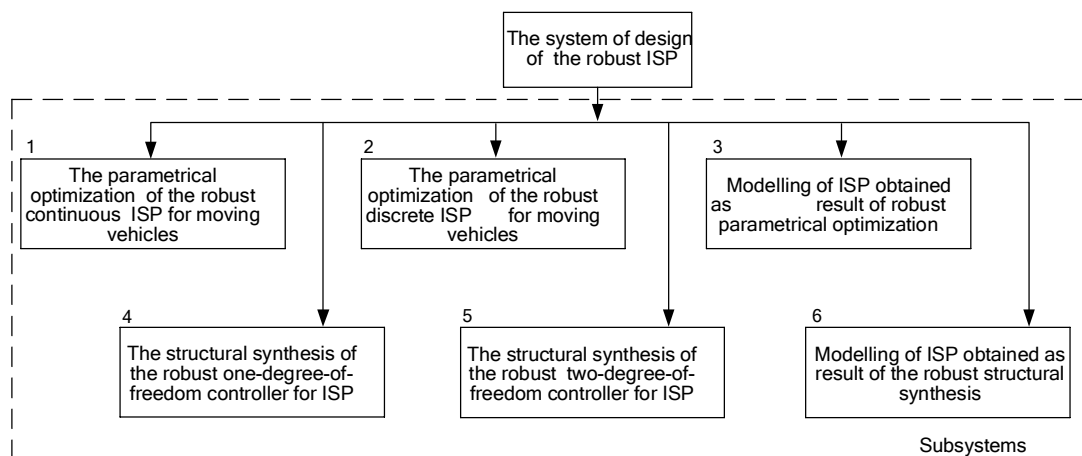 The system of design
of the robust ISP
1
The parametrical
optimization of the robust
continuous ISP for moving
vehicles
2
The parametrical
optimization of the robust
discrete ISP for moving
vehicles
3
Modelling of ISP obtained
as result of robust
parametrical optimization
4
The structural synthesis of
the robust one-degree-of-
freedom controller for ISP
5
The structural synthesis of
the robust two-degree-of-
freedom controller for ISP
6
Modelling of ISP obtained as
result of the robust structural
synthesis
Subsystems